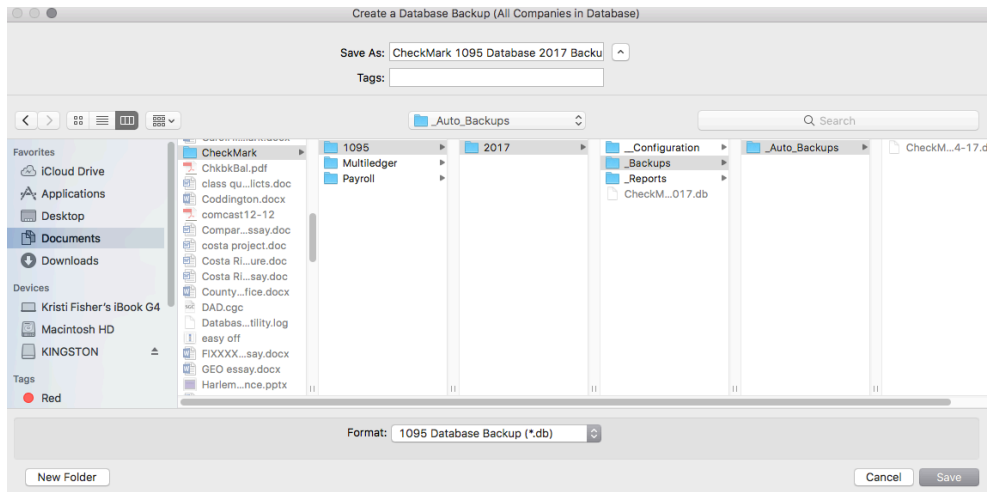 Create a Database Backup (All Companies in Database)
Save As: CheckMark 1095 Database 2017 Backu
Tags:
_Auto_Backups
Search
Favorites
iCloud Drive
Applications
Desktop
Documents
Downloads
Devices
Kristi Fisher's iBook G4
Macintosh HD
KINGSTON
Tags
Red
CheckMark
ChkbkBal.pdf
class qu...licts.doc
Coddington.docx
comcast12-12
Compar...ssay.doc
costa project.doc
Costa Ri...ure.doc
Costa Ri...say.doc
County...fice.docx
DAD.cgc
Databas...tility.log
easy off
FIXXXX...say.docx
GEO essay.docx
Harlem...nce.pptx
1095
Multiledger
Payroll
2017
__Configuration
_Backups
_Reports
CheckM...017.db
_Auto_Backups
CheckM...4-17.d
Format: 1095 Database Backup (*.db)
New Folder
Cancel
Save